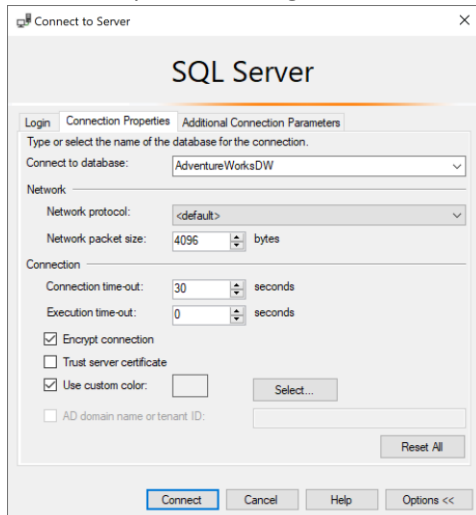 Connect to Server
SQL Server
Login Connection Properties Additional Connection Parameters
Type or select the name of the database for the connection.
Connect to database: AdventureWorksDW
Network
Network protocol: <default>
Network packet size: 4096 bytes
Connection
Connection time-out: 30 seconds
Execution time-out: 0 seconds
Encrypt connection
Trust server certificate
Use custom color: Select...
AD domain name or tenant ID:
Reset All
Connect Cancel Help Options <<